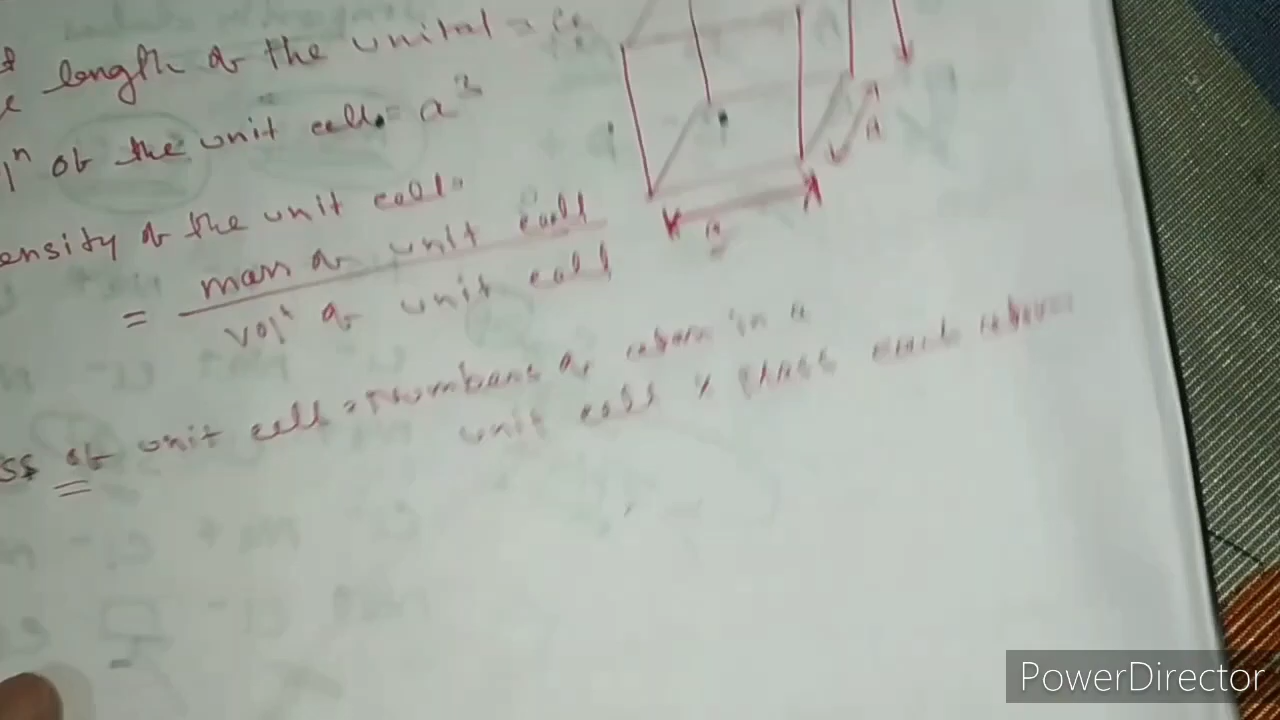 length of the unital = a
of the unit cell = a³
ensity of the unit cell
= mass of unit cell
vol of unit cell
ss of unit cell = Numbers of atom in a
unit cell x mass each atom
a
PowerDirector